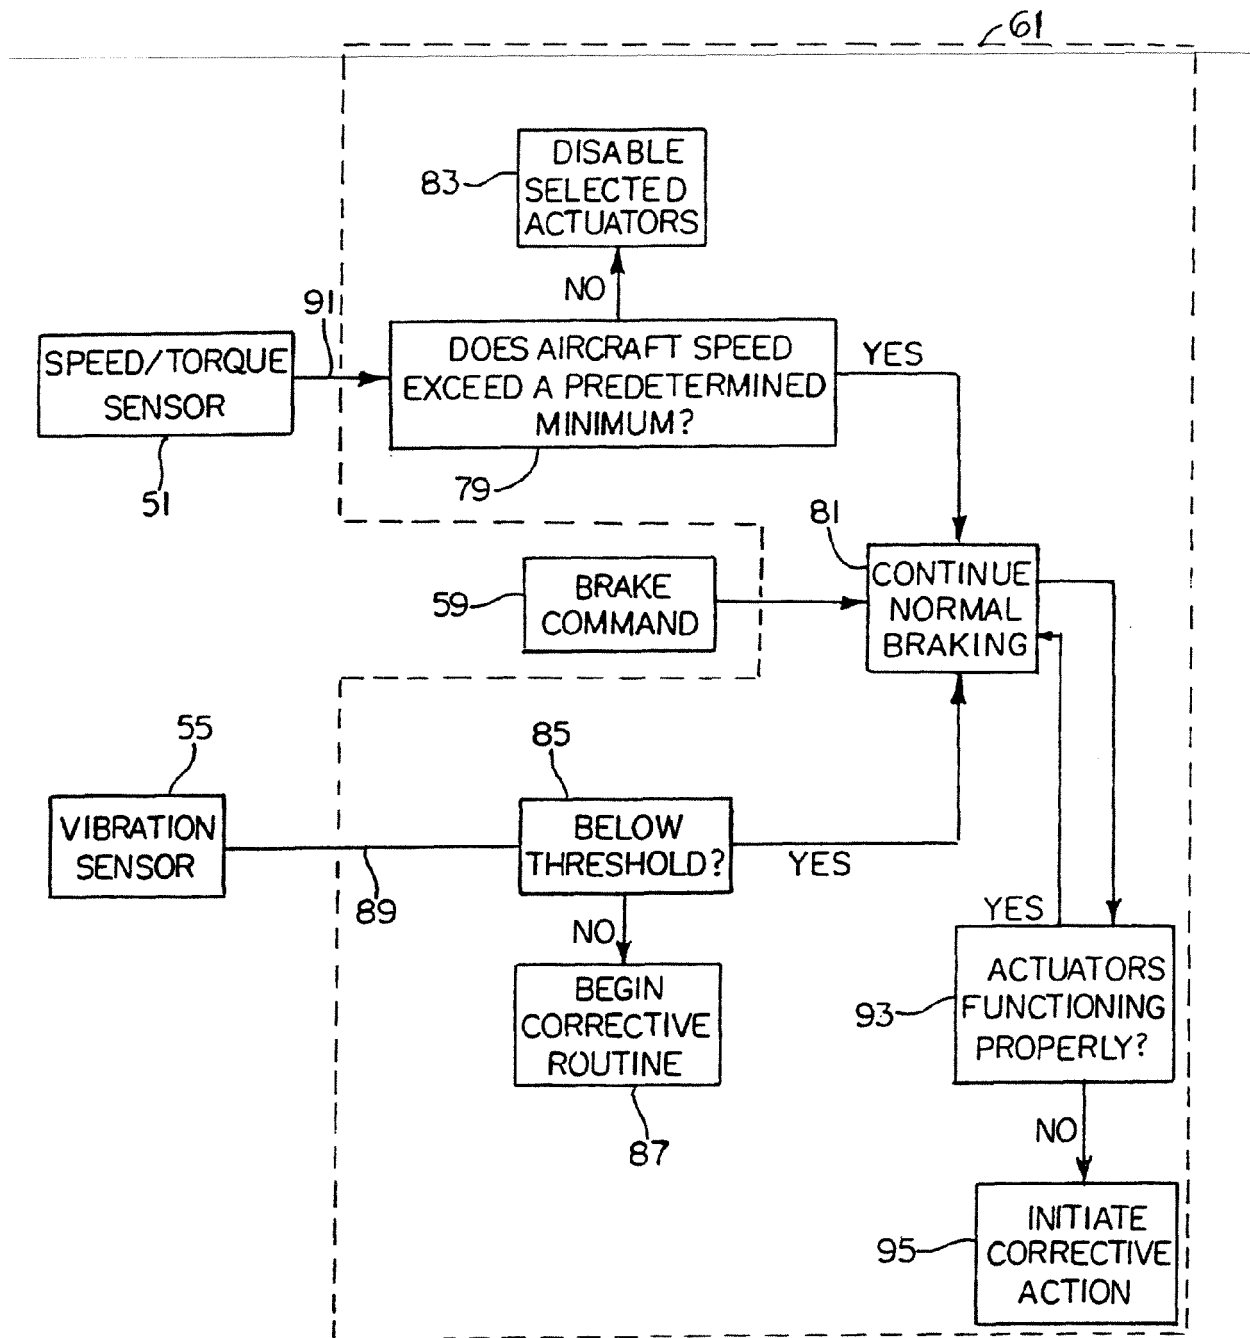 61
DISABLE
SELECTED
ACTUATORS
83
NO
91
SPEED/TORQUE
SENSOR
51
DOES AIRCRAFT SPEED
EXCEED A PREDETERMINED
MINIMUM?
79
YES
81
CONTINUE
NORMAL
BRAKING
BRAKE
COMMAND
59
55
VIBRATION
SENSOR
89
85
BELOW
THRESHOLD?
YES
NO
BEGIN
CORRECTIVE
ROUTINE
87
YES
ACTUATORS
FUNCTIONING
PROPERLY?
93
NO
INITIATE
CORRECTIVE
ACTION
95